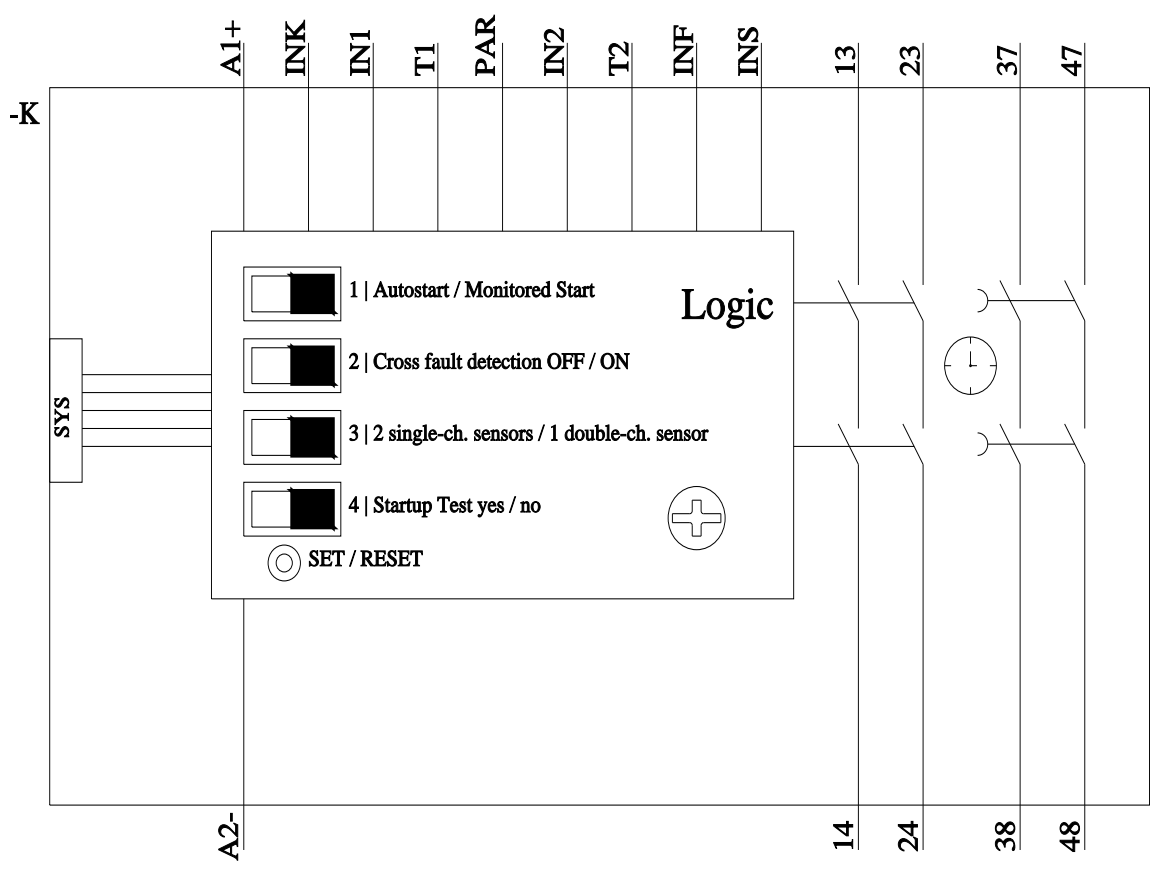 A1+ INK IN1 T1 PAR IN2 T2 INF INS 13 23 37 47
-K
1 | Autostart / Monitored Start
Logic
2 | Cross fault detection OFF / ON
SYS
3 | 2 single-ch. sensors / 1 double-ch. sensor
4 | Startup Test yes / no
SET / RESET
A2- 14 24 38 48